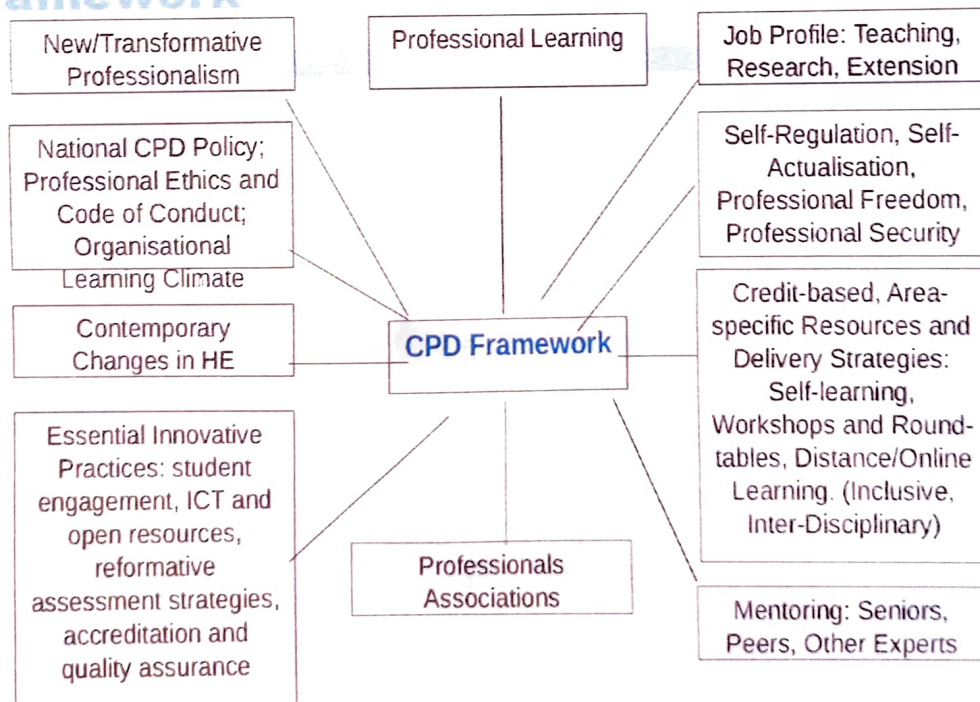 amework
New/Transformative
Professionalism
National CPD Policy;
Professional Ethics and
Code of Conduct;
Organisational
Learning Climate
Contemporary
Changes in HE
Essential Innovative
Practices: student
engagement, ICT and
open resources,
reformative
assessment strategies,
accreditation and
quality assurance
Professional Learning
CPD Framework
Professionals
Associations
Job Profile: Teaching,
Research, Extension
Self-Regulation, Self-
Actualisation,
Professional Freedom,
Professional Security
Credit-based, Area-
specific Resources and
Delivery Strategies:
Self-learning,
Workshops and Round-
tables, Distance/Online
Learning. (Inclusive,
Inter-Disciplinary)
Mentoring: Seniors,
Peers, Other Experts